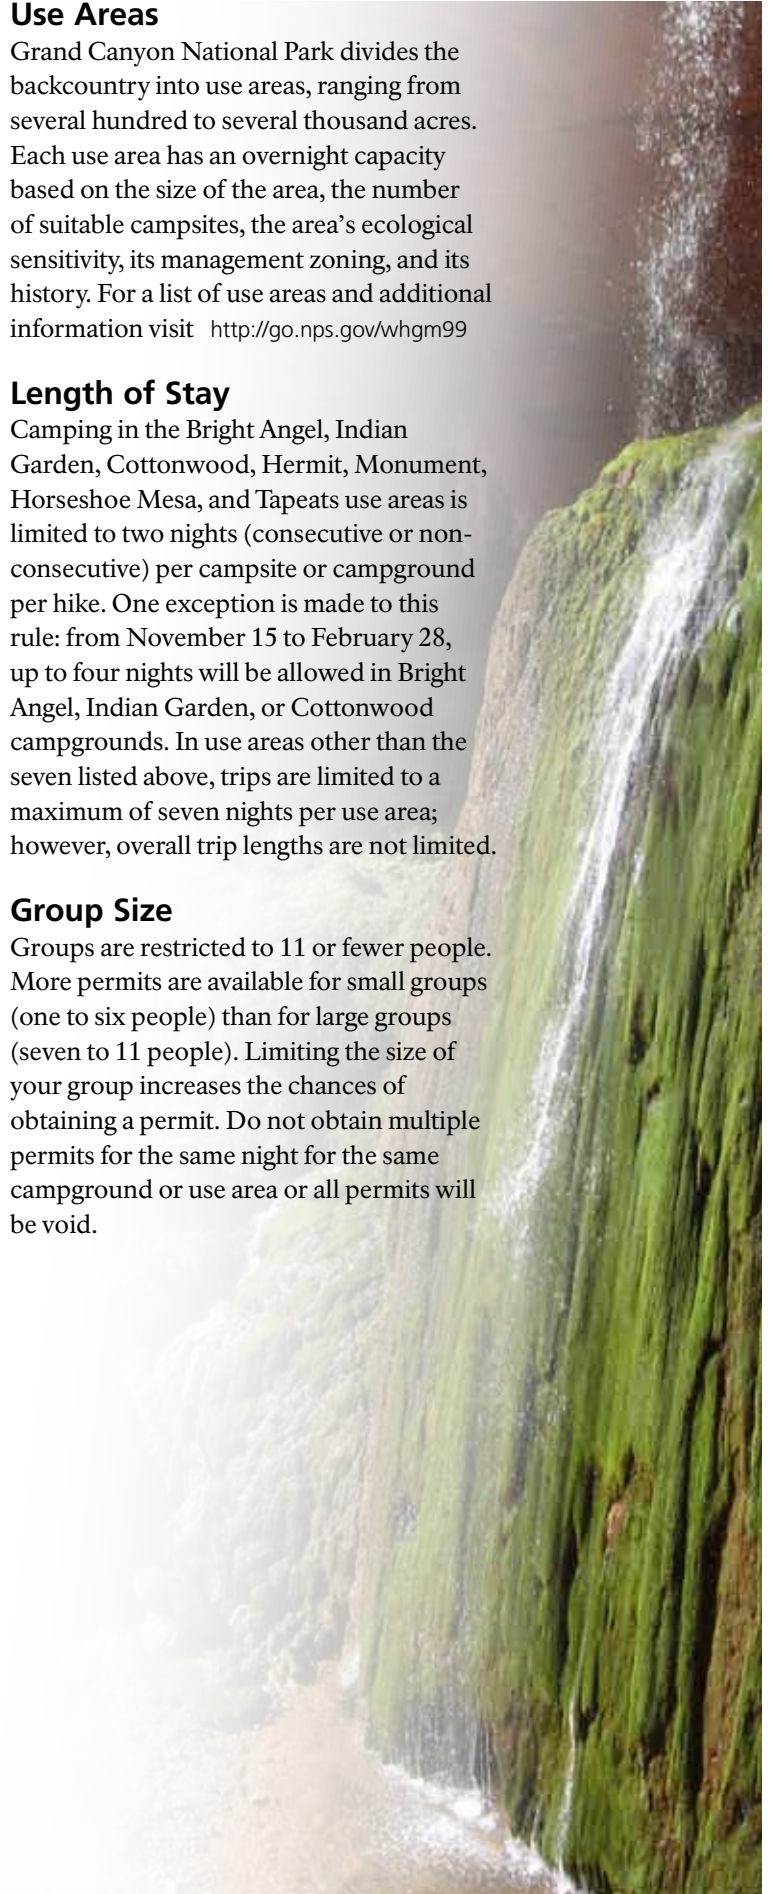 Use Areas
Grand Canyon National Park divides the
backcountry into use areas, ranging from
several hundred to several thousand acres.
Each use area has an overnight capacity
based on the size of the area, the number
of suitable campsites, the area’s ecological
sensitivity, its management zoning, and its
history. For a list of use areas and additional
information visit http://go.nps.gov/whgm99
Length of Stay
Camping in the Bright Angel, Indian
Garden, Cottonwood, Hermit, Monument,
Horseshoe Mesa, and Tapeats use areas is
limited to two nights (consecutive or non-
consecutive) per campsite or campground
per hike. One exception is made to this
rule: from November 15 to February 28,
up to four nights will be allowed in Bright
Angel, Indian Garden, or Cottonwood
campgrounds. In use areas other than the
seven listed above, trips are limited to a
maximum of seven nights per use area;
however, overall trip lengths are not limited.
Group Size
Groups are restricted to 11 or fewer people.
More permits are available for small groups
(one to six people) than for large groups
(seven to 11 people). Limiting the size of
your group increases the chances of
obtaining a permit. Do not obtain multiple
permits for the same night for the same
campground or use area or all permits will
be void.